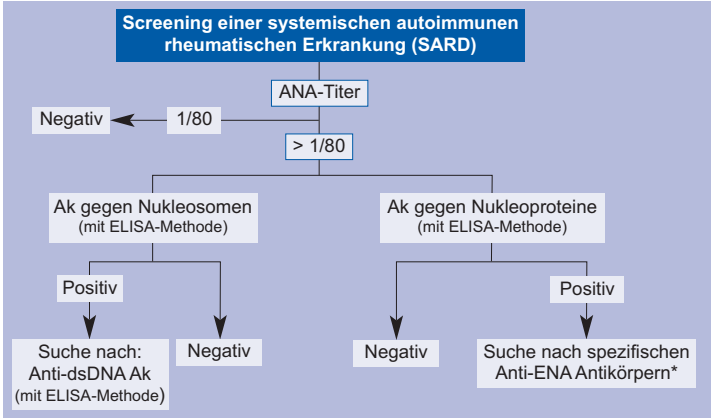 Screening einer systemischen autoimmunen
rheumatischen Erkrankung (SARD)
ANA-Titer
Negativ
1/80
> 1/80
Ak gegen Nukleosomen
(mit ELISA-Methode)
Ak gegen Nukleoproteine
(mit ELISA-Methode)
Positiv
Positiv
Suche nach:
Anti-dsDNA Ak
(mit ELISA-Methode)
Negativ
Negativ
Suche nach spezifischen
Anti-ENA Antikörpern*